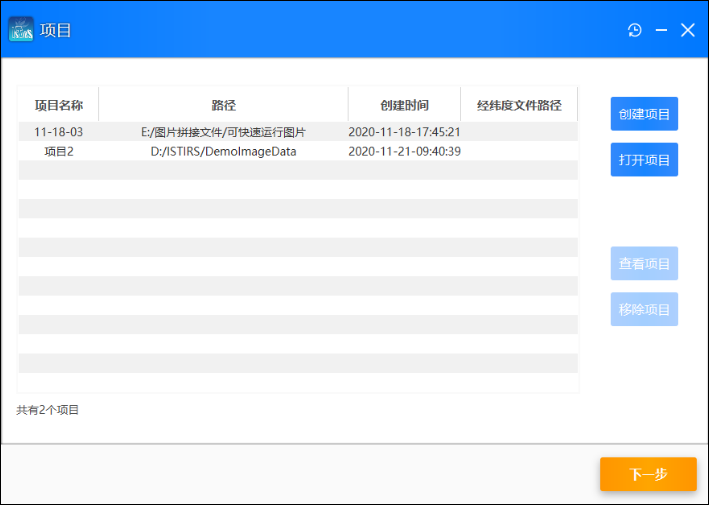 项目
项目名称 路径 创建时间 经纬度文件路径
11-18-03 E:/图片拼接文件/可快速运行图片 2020-11-18-17:45:21
项目2 D:/ISTIRS/DemoImageData 2020-11-21-09:40:39
创建项目
打开项目
查看项目
移除项目
共有2个项目
下一步